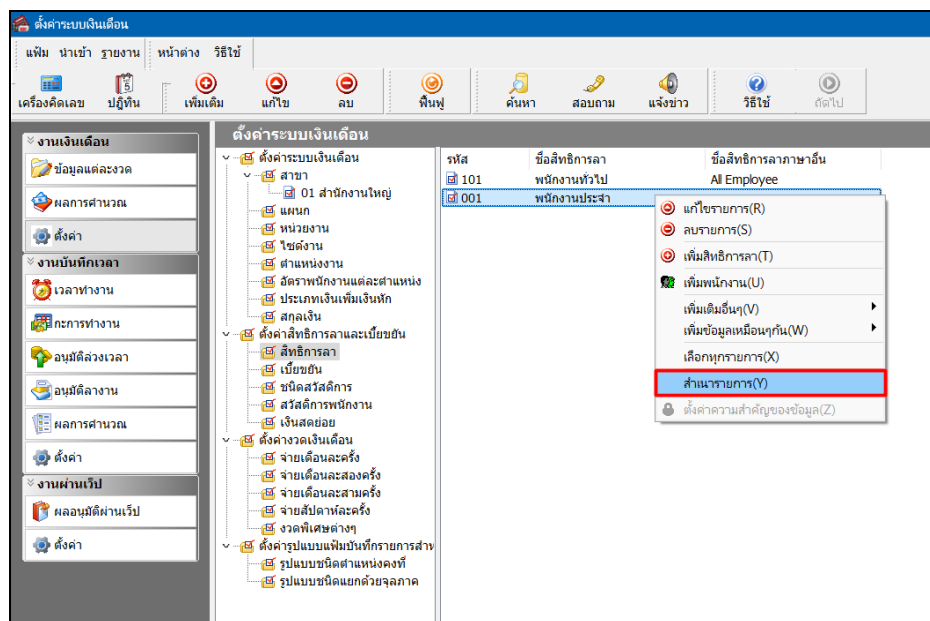 ตั้งค่าระบบเงินเดือน
แฟ้ม นำเข้า รายงาน หน้าต่าง วิธีใช้
5
เครื่องคิดเลข ปฏิทิน เพิ่มเติม แก้ไข ลบ ฟื้นฟู ค้นหา สอบถาม แจ้งข่าว วิธีใช้ ถัดไป
งานเงินเดือน
ข้อมูลแต่ละงวด
ผลการคำนวณ
ตั้งค่า
งานบันทึกเวลา
เวลาทำงาน
กะการทำงาน
อนุมัติล่วงเวลา
อนุมัติลางาน
ผลการคำนวณ
ตั้งค่า
งานผ่านเว็ป
ผลอนุมัติผ่านเว็ป
ตั้งค่า
ตั้งค่าระบบเงินเดือน
ตั้งค่าระบบเงินเดือน
สาขา
01 สำนักงานใหญ่
แผนก
หน่วยงาน
ไซด์งาน
ตำแหน่งงาน
อัตราพนักงานแต่ละตำแหน่ง
ประเภทเงินเพิ่มเงินหัก
สกุลเงิน
ตั้งค่าสิทธิการลาและเบี้ยขยัน
สิทธิการลา
เบี้ยขยัน
ชนิดสวัสดิการ
สวัสดิการพนักงาน
เงินสดย่อย
ตั้งค่างวดเงินเดือน
จ่ายเดือนละครั้ง
จ่ายเดือนละสองครั้ง
จ่ายเดือนละสามครั้ง
จ่ายสัปดาห์ละครั้ง
งวดพิเศษต่างๆ
ตั้งค่ารูปแบบแฟ้มบันทึกรายการสำห
รูปแบบชนิดตำแหน่งคงที่
รูปแบบชนิดแยกด้วยจุลภาค
รหัส ชื่อสิทธิการลา ชื่อสิทธิการลาภาษาอื่น
101 พนักงานทั่วไป All Employee
001 พนักงานประจำ
แก้ไขรายการ(R)
ลบรายการ(S)
เพิ่มสิทธิการลา(T)
เพิ่มพนักงาน(U)
เพิ่มเติมอื่นๆ(V)
เพิ่มข้อมูลเหมือนๆกัน(W)
เลือกทุกรายการ(X)
สำเนารายการ(Y)
ตั้งค่าความสำคัญของข้อมูล(Z)